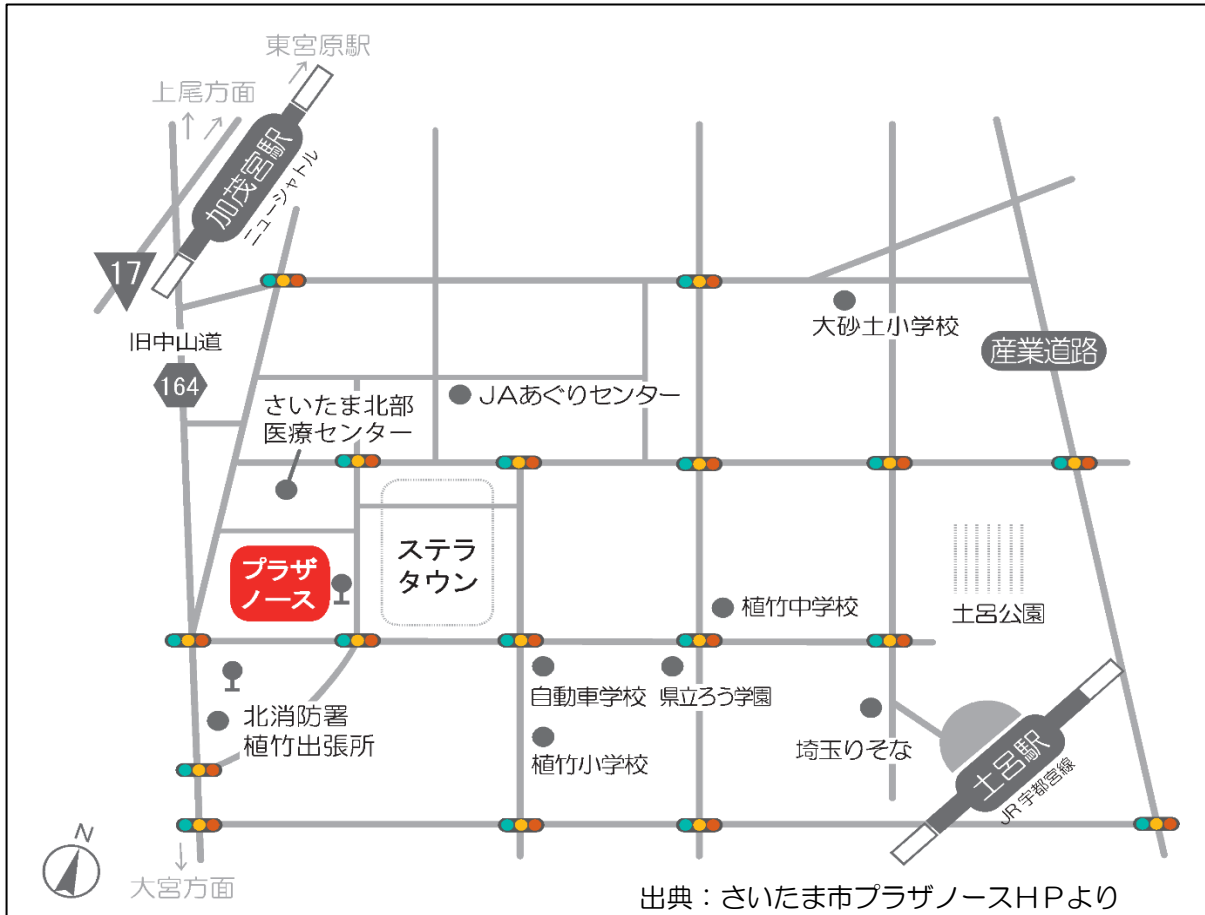 東宮原駅
上尾方面
加茂宮駅
ニューシャトル
17
旧中山道
164
大砂土小学校
産業道路
JAあぐりセンター
さいたま北部
医療センター
プラザ
ノース
ステラ
タウン
植竹中学校
土呂公園
自動車学校
県立ろう学園
北消防署
植竹出張所
植竹小学校
埼玉りそな
土呂駅
JR宇都宮線
N
大宮方面
出典：さいたま市プラザノースHPより